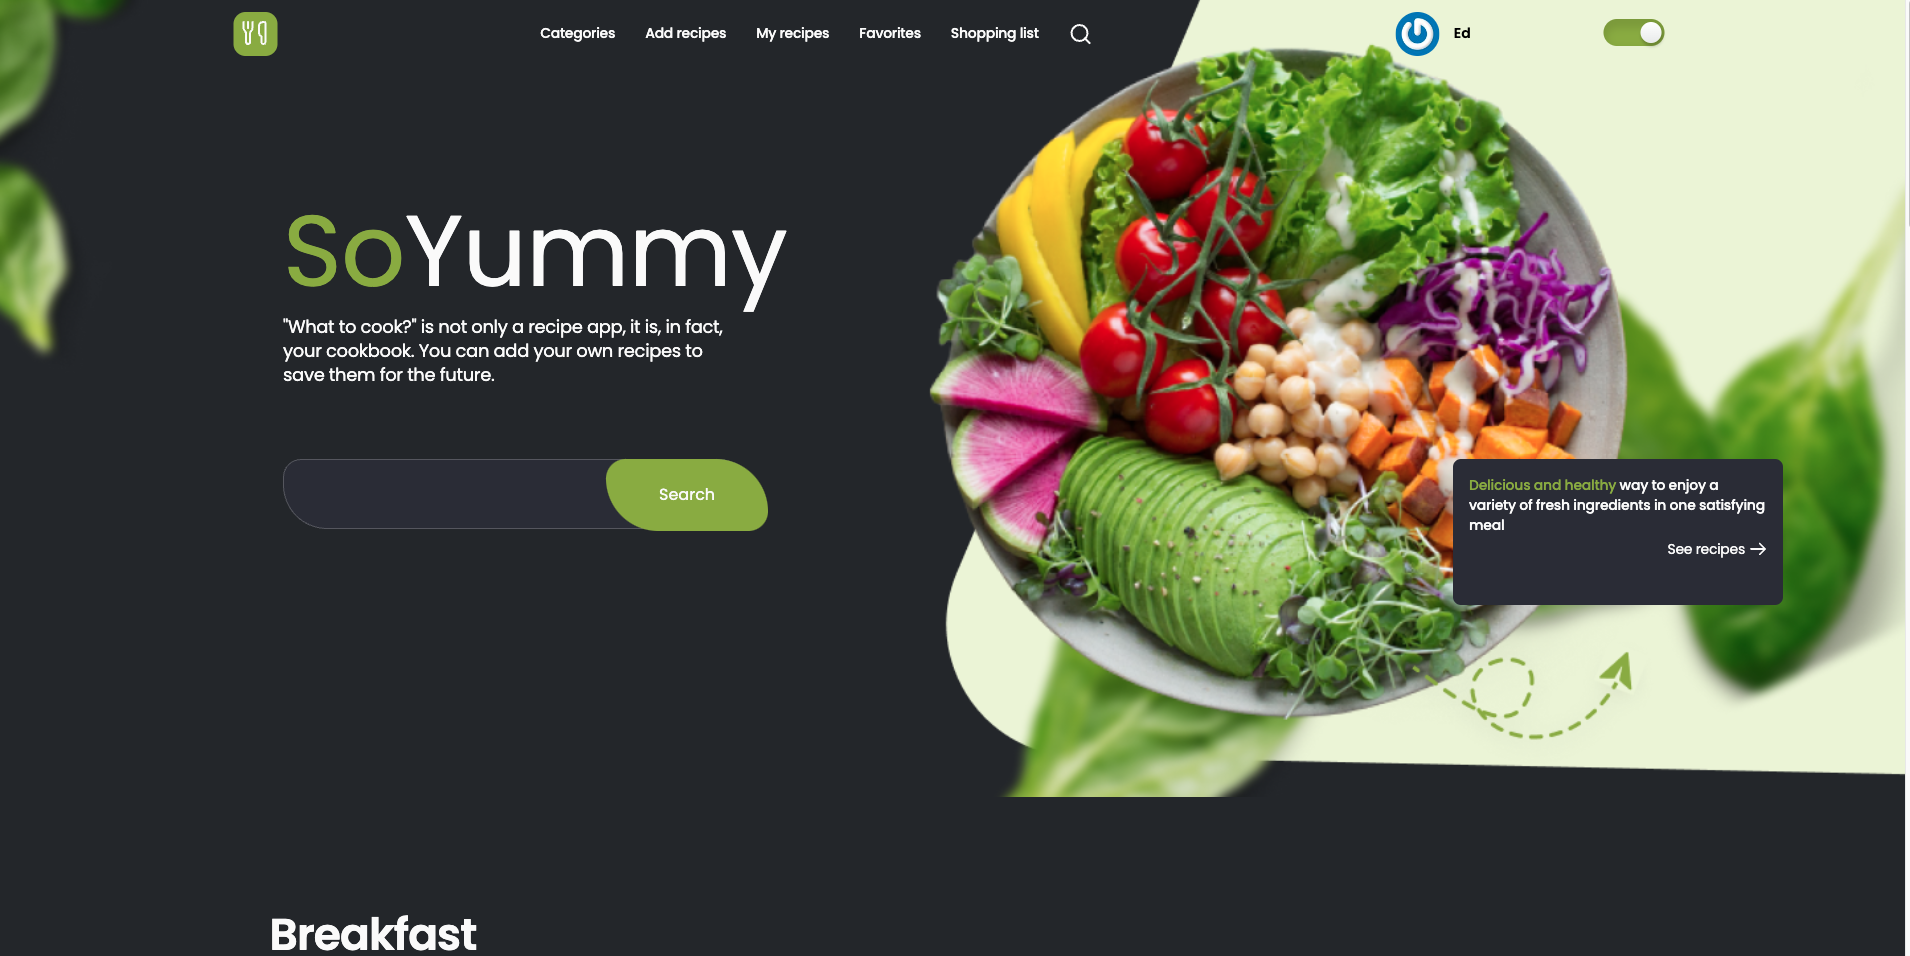 Categories
Add recipes
My recipes
Favorites
Shopping list
Ed
SoYummy
"What to cook?" is not only a recipe app, it is, in fact,
your cookbook. You can add your own recipes to
save them for the future.
Search
Delicious and healthy way to enjoy a
variety of fresh ingredients in one satisfying
meal
See recipes
Breakfast